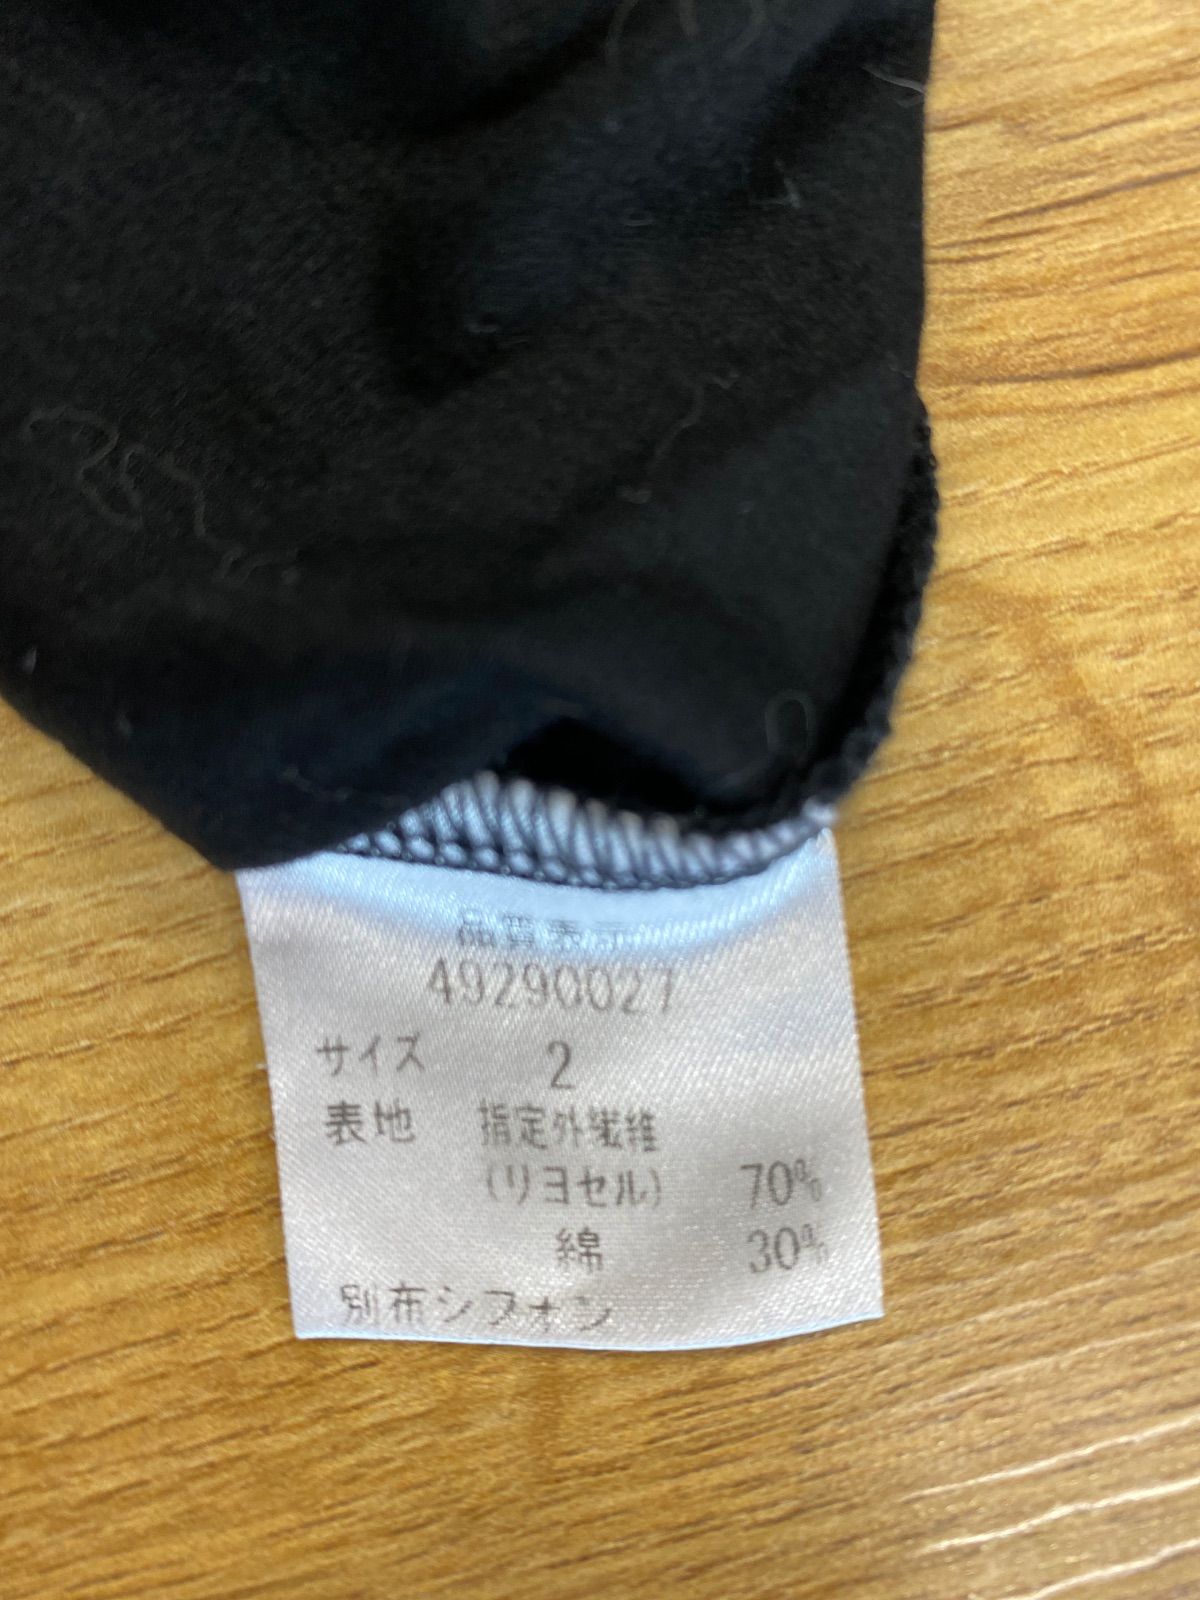 品質表示
49290027
サイズ 2
表地 指定外繊維
(リヨセル) 70%
綿 30%
別布シフォン